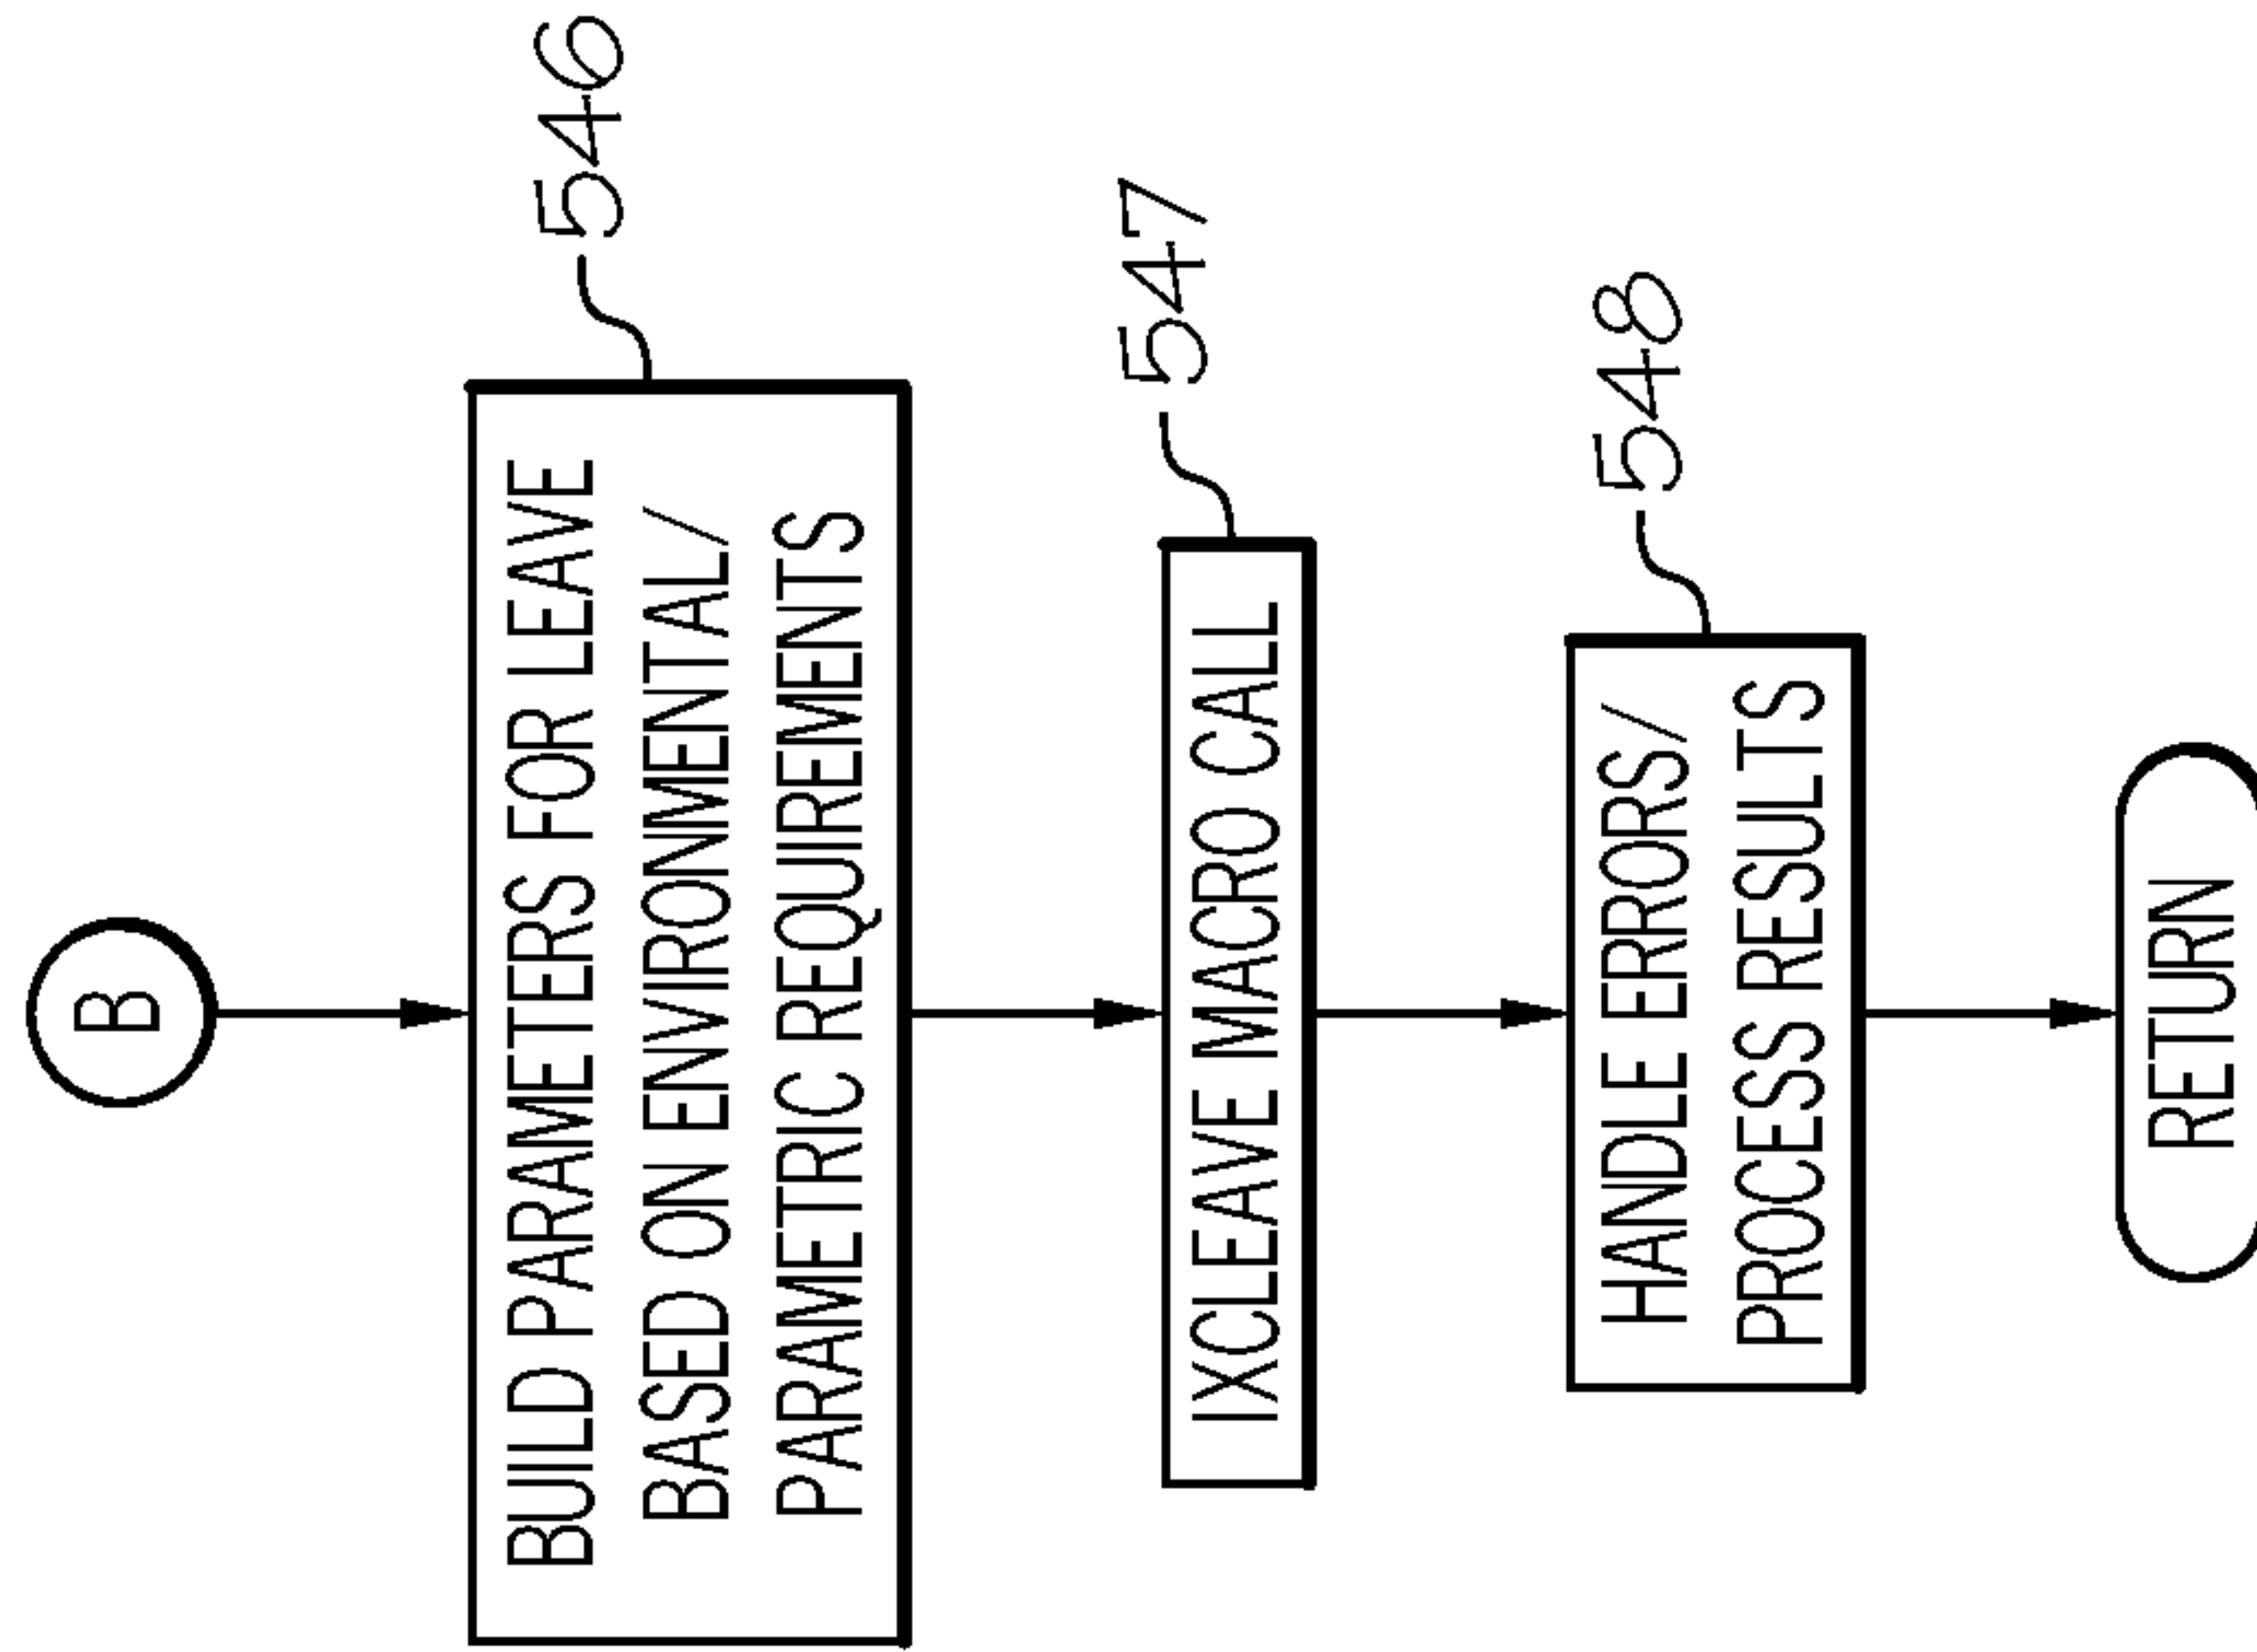 B
BUILD PARAMETERS FOR LEAVE
BASED ON ENVIRONMENTAL/
PARAMETRIC REQUIREMENTS
546
IXCLEAVE MACRO CALL
547
HANDLE ERRORS/
PROCESS RESULTS
548
RETURN